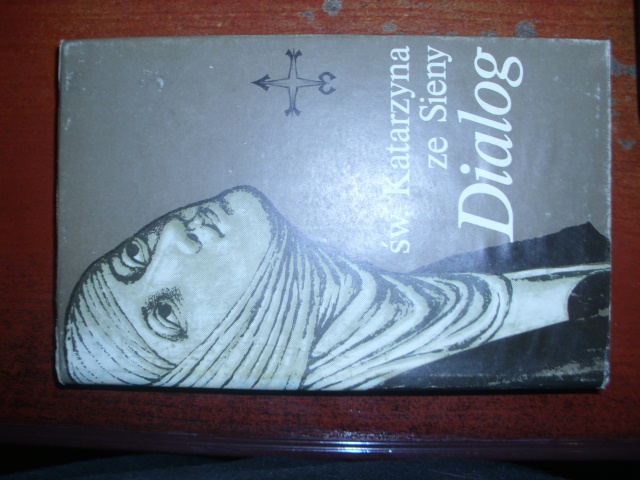 św. Katarzyna
ze Sieny
Dialog